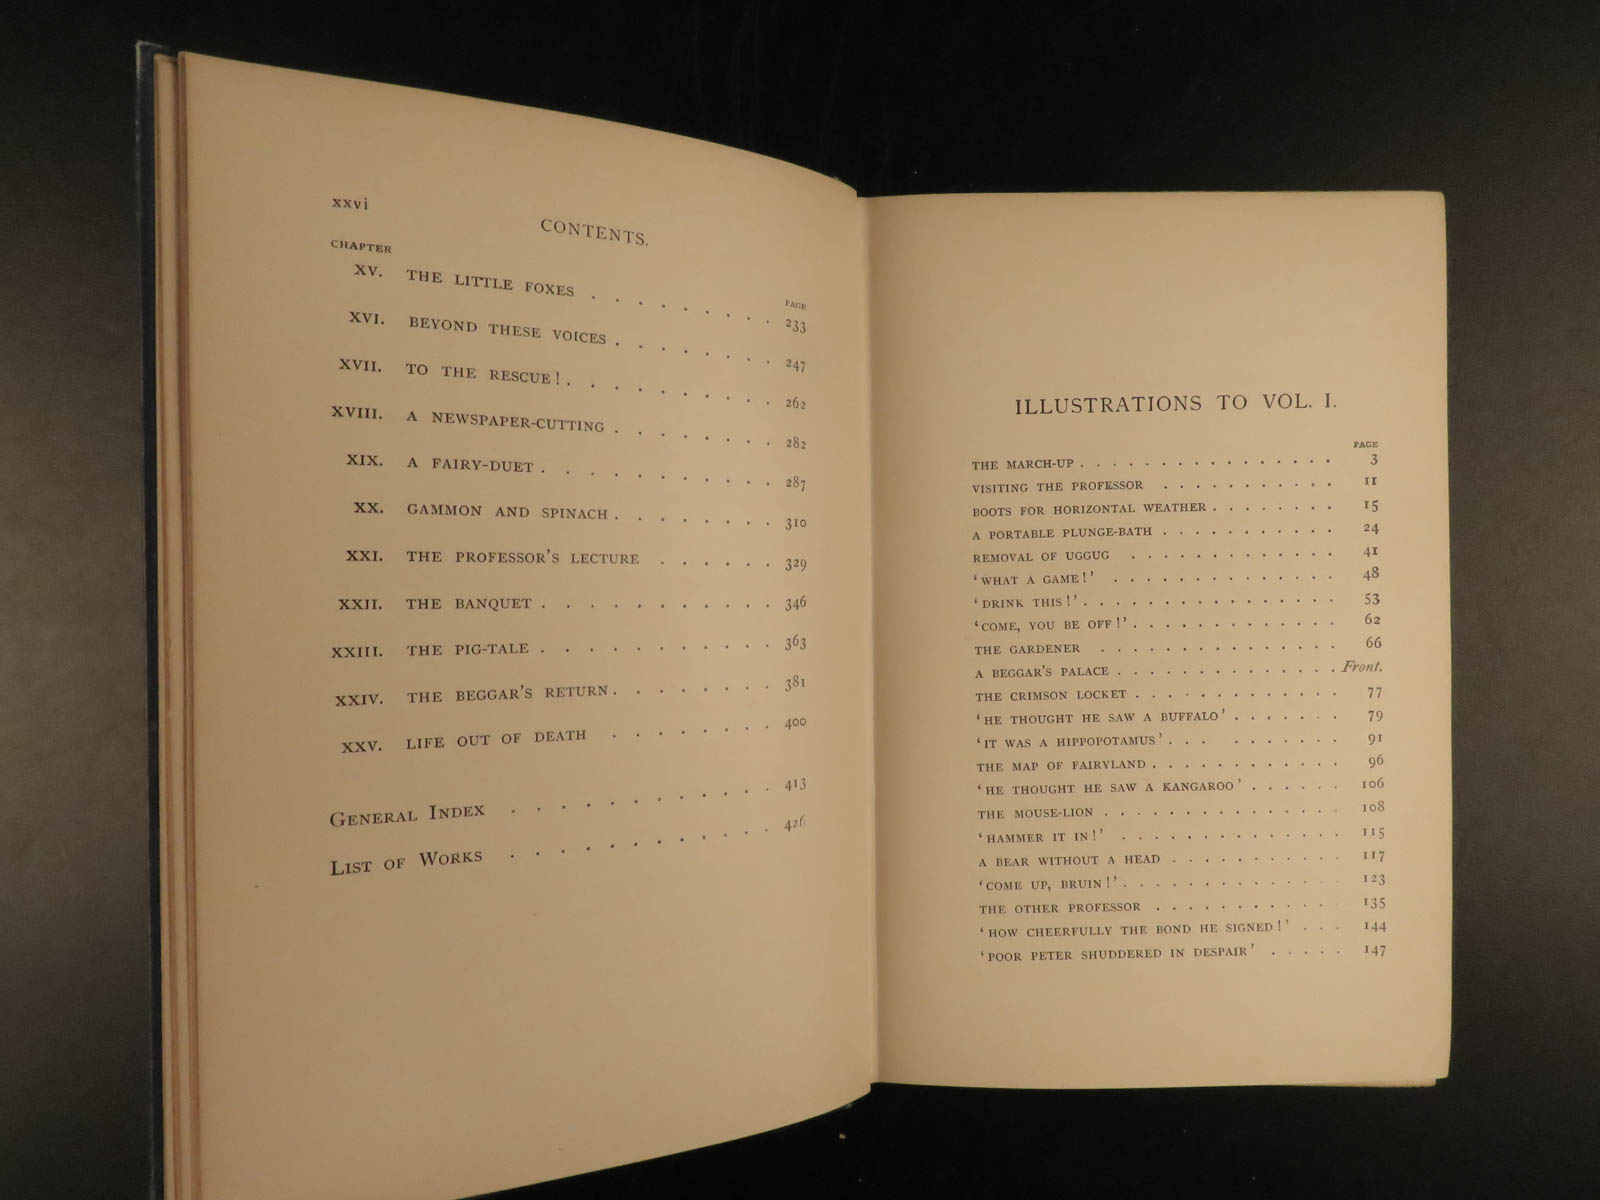 xxvi
CONTENTS.
CHAPTER
PAGE
XV. THE LITTLE FOXES . . . . . . . . 233
XVI. BEYOND THESE VOICES . . . . . . . 247
XVII. TO THE RESCUE! . . . . . . . . . 262
XVIII. A NEWSPAPER-CUTTING . . . . . . . 282
XIX. A FAIRY-DUET . . . . . . . . . . 287
XX. GAMMON AND SPINACH . . . . . . . 310
XXI. THE PROFESSOR'S LECTURE . . . . . . 329
XXII. THE BANQUET . . . . . . . . . . 346
XXIII. THE PIG-TALE . . . . . . . . . . 363
XXIV. THE BEGGAR'S RETURN . . . . . . . 381
XXV. LIFE OUT OF DEATH . . . . . . . 400
GENERAL INDEX . . . . . . . . . . . 413
LIST OF WORKS . . . . . . . . . . . 426
ILLUSTRATIONS TO VOL. I.
PAGE
THE MARCH-UP . . . . . . . . . . . . . . . . 3
VISITING THE PROFESSOR . . . . . . . . . . . 11
BOOTS FOR HORIZONTAL WEATHER . . . . . . . . 15
A PORTABLE PLUNGE-BATH . . . . . . . . . . . 24
REMOVAL OF UGGUG . . . . . . . . . . . . . 41
'WHAT A GAME!' . . . . . . . . . . . . . . 48
'DRINK THIS!' . . . . . . . . . . . . . . . . 53
'COME, YOU BE OFF!' . . . . . . . . . . . . . 62
THE GARDENER . . . . . . . . . . . . . . . 66
A BEGGAR'S PALACE . . . . . . . . . . . . . . Front.
THE CRIMSON LOCKET . . . . . . . . . . . . . 77
'HE THOUGHT HE SAW A BUFFALO' . . . . . . . 79
'IT WAS A HIPPOPOTAMUS' . . . . . . . . . 91
THE MAP OF FAIRYLAND . . . . . . . . . . . . 96
'HE THOUGHT HE SAW A KANGAROO' . . . . . . 106
THE MOUSE-LION . . . . . . . . . . . . . . . 108
'HAMMER IT IN!' . . . . . . . . . . . . . . 115
A BEAR WITHOUT A HEAD . . . . . . . . . . . 117
'COME UP, BRUIN!' . . . . . . . . . . . . . . 123
THE OTHER PROFESSOR . . . . . . . . . . . . 135
'HOW CHEERFULLY THE BOND HE SIGNED!' . . . 144
'POOR PETER SHUDDERED IN DESPAIR' . . . . . 147